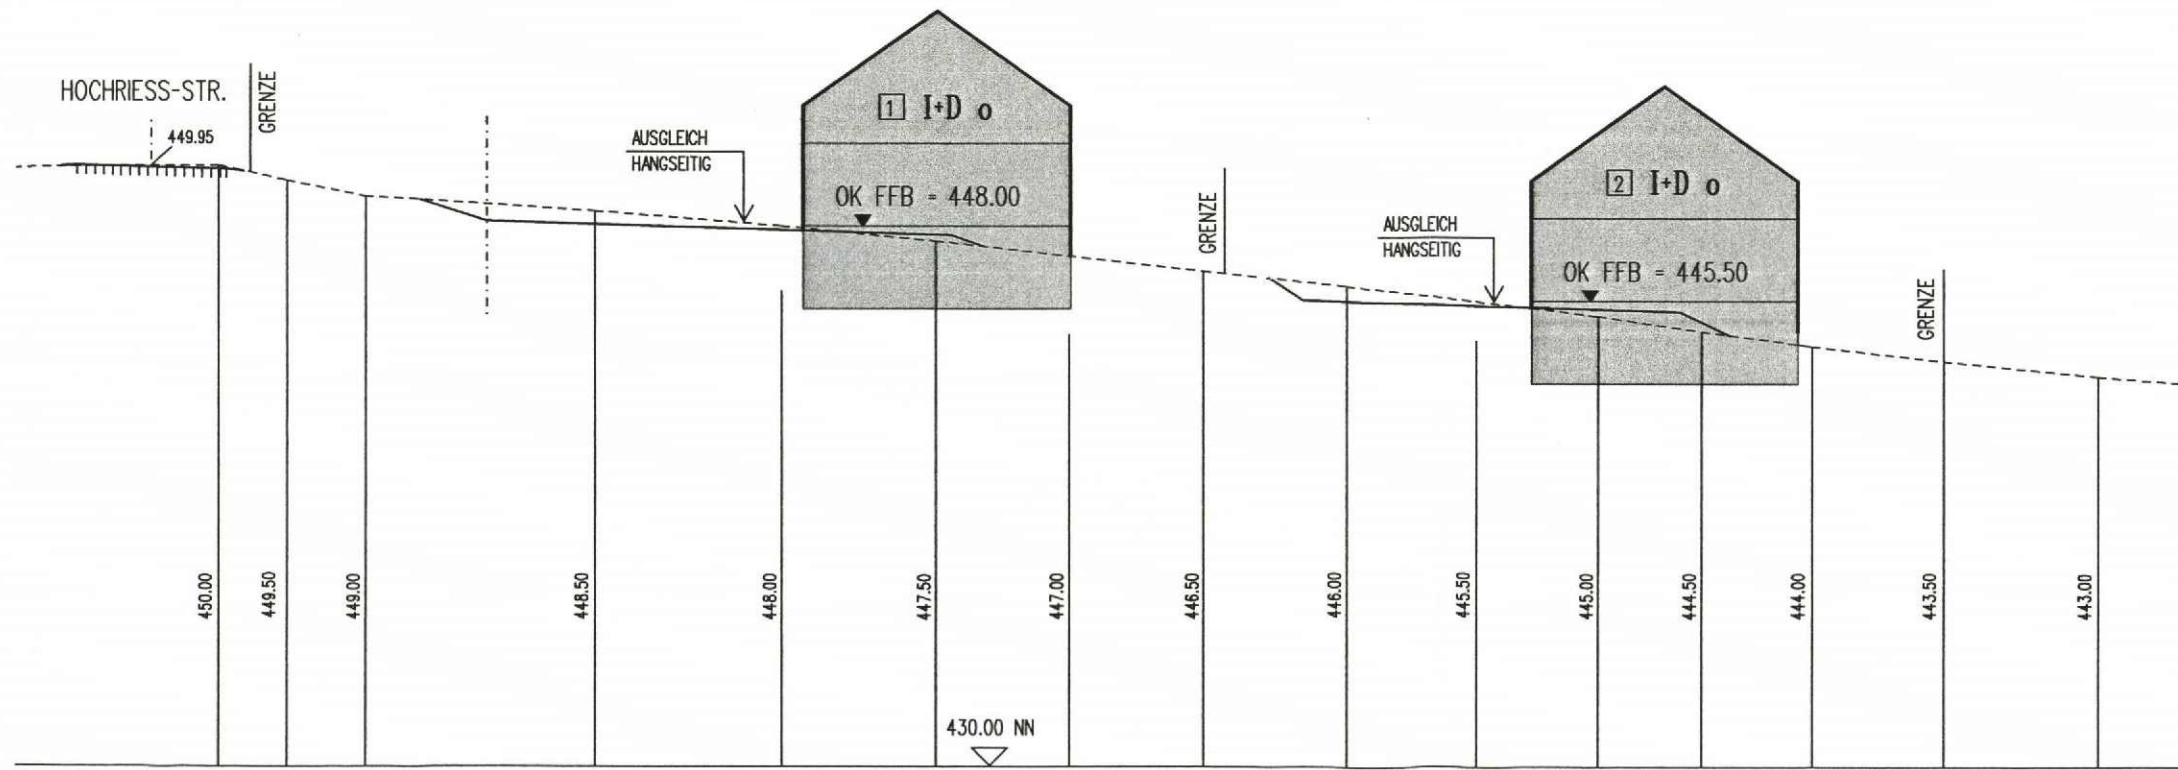 HOCHRIESS-STR.
449.95
GRENZE
AUSGLEICH
HANGSEITIG
1 I+D o
OK FFB = 448.00
GRENZE
AUSGLEICH
HANGSEITIG
2 I+D o
OK FFB = 445.50
GRENZE
450.00
449.50
449.00
448.50
448.00
447.50
447.00
446.50
446.00
445.50
445.00
444.50
444.00
443.50
443.00
430.00 NN